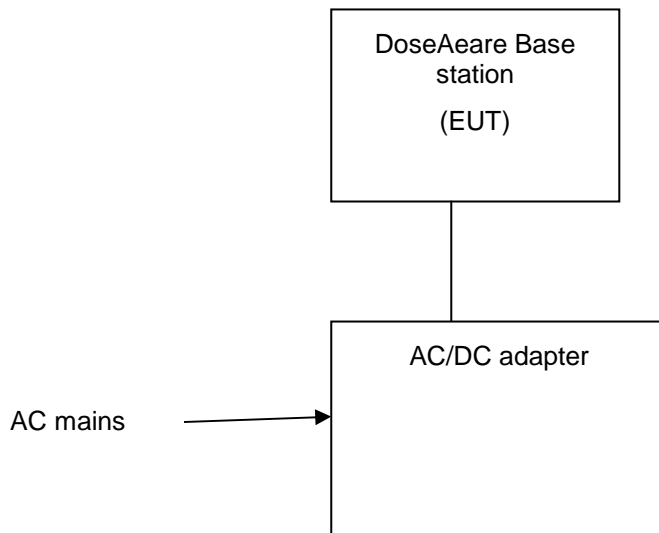 DoseAeare Base
station
(EUT)
AC/DC adapter
AC mains